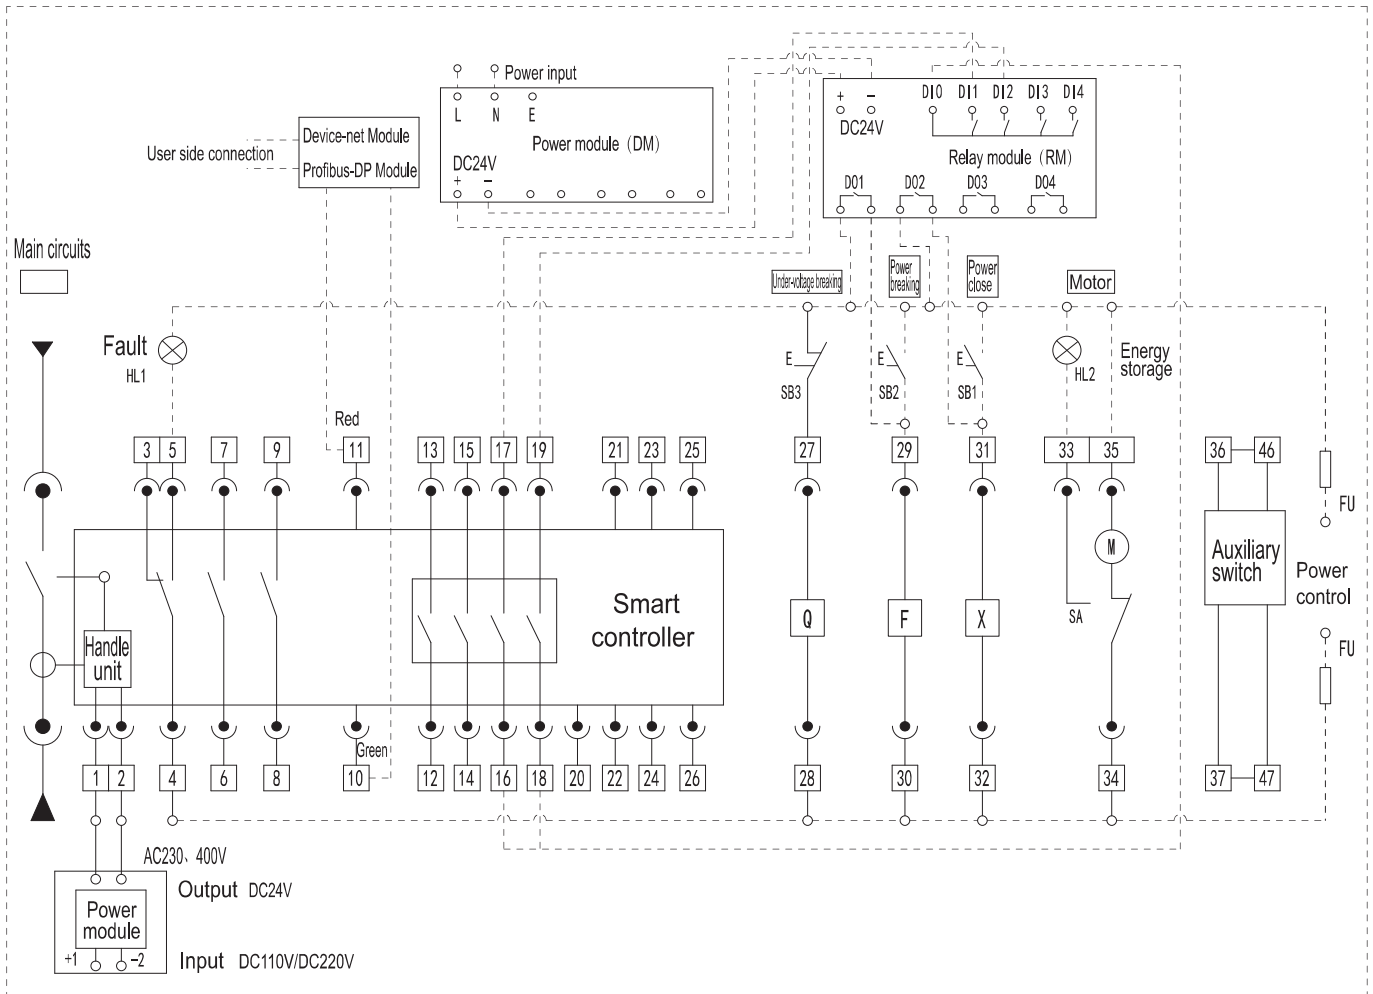 Power input
L N E
Power module (DM)
DC24V
+ −
+ −
DC24V
DI0 DI1 DI2 DI3 DI4
Relay module (RM)
DO1 DO2 DO3 DO4
User side connection
Device-net Module
Profibus-DP Module
Main circuits
Under-voltage breaking
Power
breaking
Power
close
Motor
Fault
HL1
E
SB3
E
SB2
E
SB1
HL2
Energy
storage
Red
3 5 7 9 11 13 15 17 19 21 23 25 27 29 31 33 35 36 46
FU
Auxiliary
switch
Power
control
M
Smart
controller
Q F X
SA
Handle
unit
FU
Green
1 2 4 6 8 10 12 14 16 18 20 22 24 26 28 30 32 34 37 47
AC230、400V
Output DC24V
Power
module
+1 −2
Input DC110V/DC220V